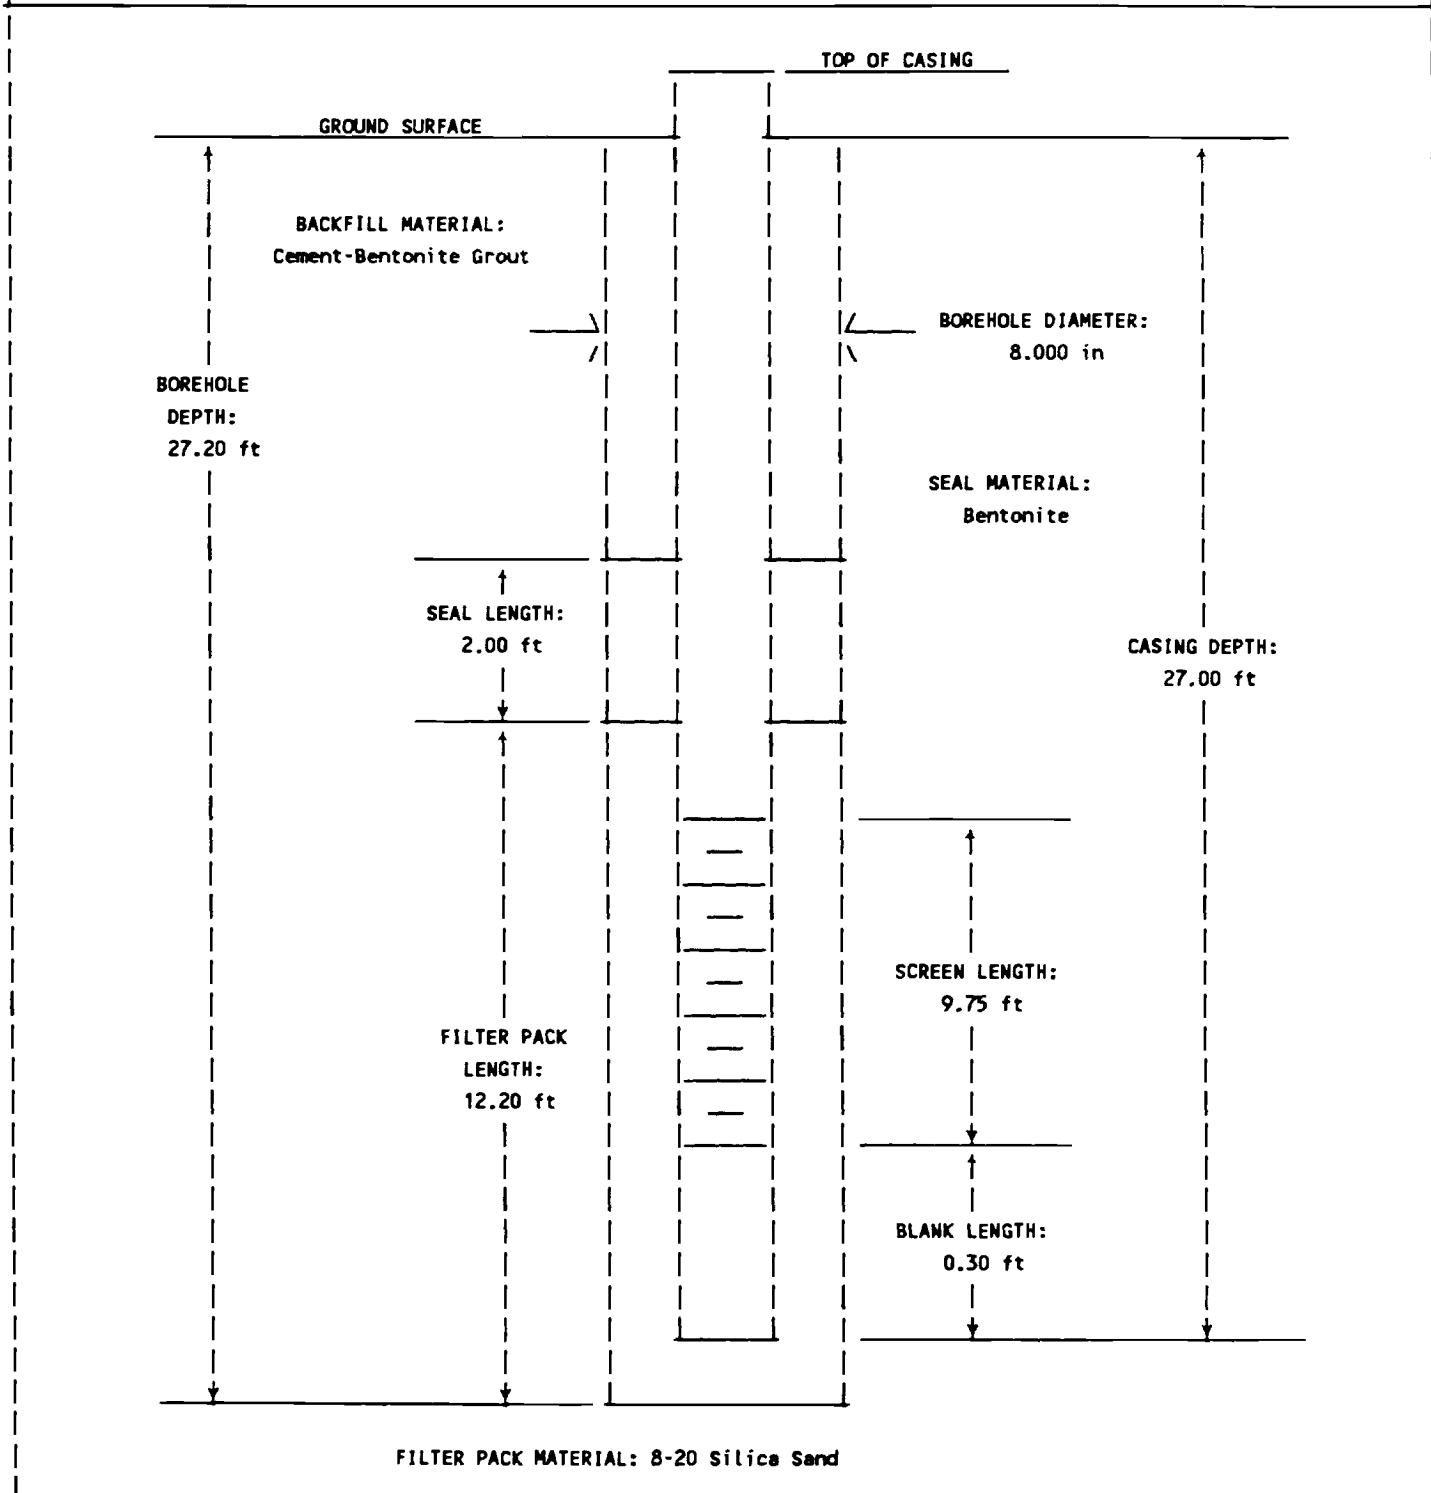 TOP OF CASING
GROUND SURFACE
BACKFILL MATERIAL:
Cement-Bentonite Grout
BOREHOLE DIAMETER:
8.000 in
BOREHOLE
DEPTH:
27.20 ft
SEAL MATERIAL:
Bentonite
SEAL LENGTH:
2.00 ft
CASING DEPTH:
27.00 ft
SCREEN LENGTH:
9.75 ft
FILTER PACK
LENGTH:
12.20 ft
BLANK LENGTH:
0.30 ft
FILTER PACK MATERIAL: 8-20 Silica Sand